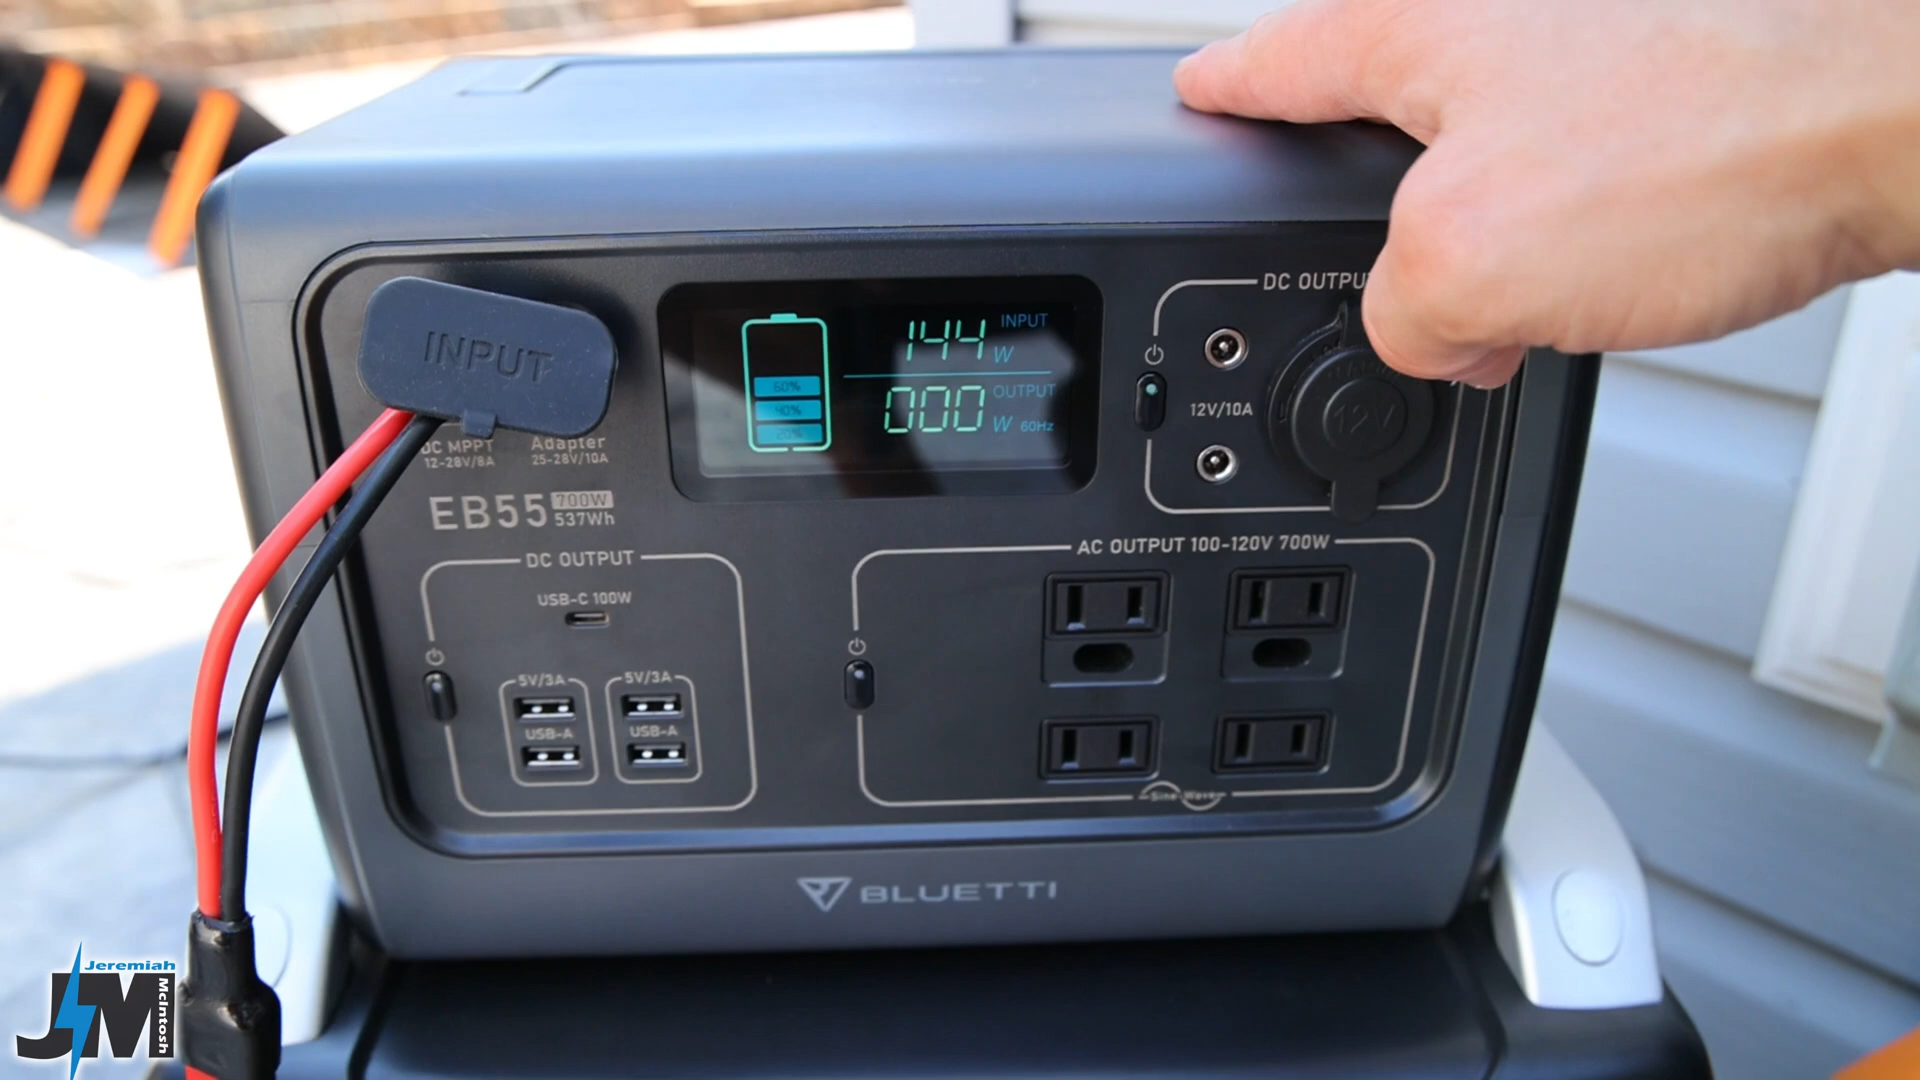 INPUT
DC MPPT
12-28V/8A
Adapter
25-28V/10A
EB55
700W
537Wh
60%
40%
20%
144 W INPUT
000 W OUTPUT
60Hz
DC OUTPU
12V/10A
12V
DC OUTPUT
USB-C 100W
5V/3A
USB-A
5V/3A
USB-A
AC OUTPUT 100-120V 700W
Sine Wave
BLUETTI
JM
Jeremiah
McIntosh